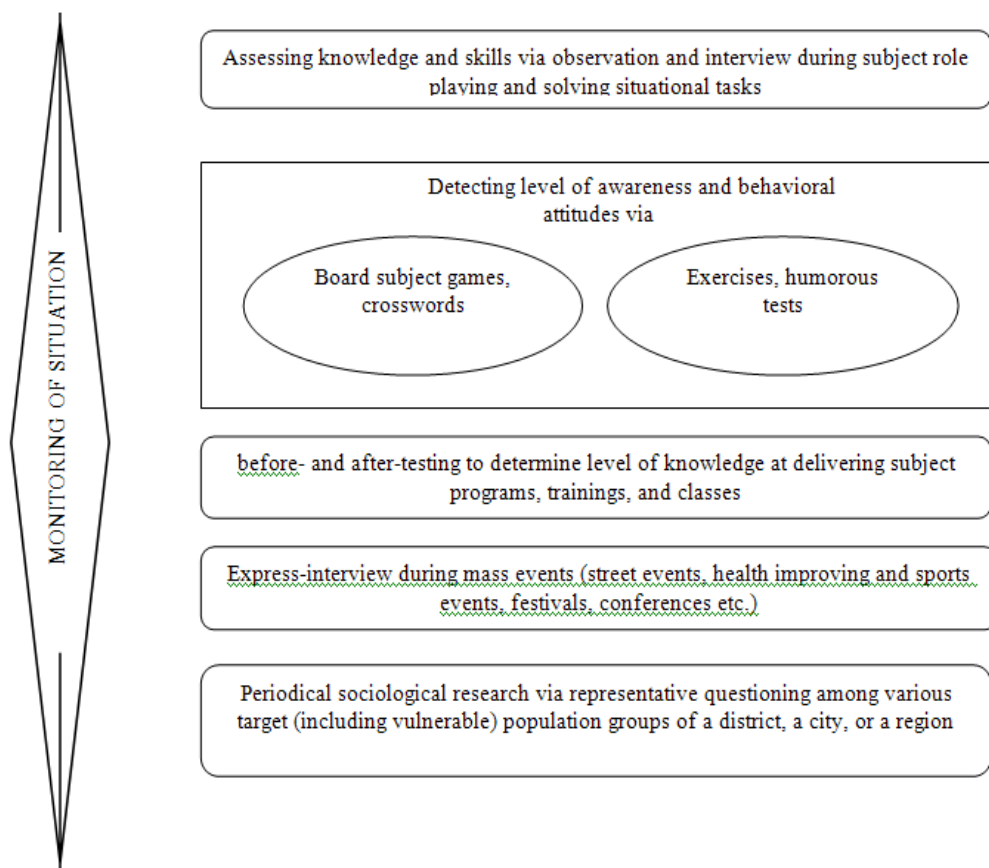 MONITORING OF SITUATION
Assessing knowledge and skills via observation and interview during subject role
playing and solving situational tasks
Detecting level of awareness and behavioral
attitudes via
Board subject games,
crosswords
Exercises, humorous
tests
before- and after-testing to determine level of knowledge at delivering subject
programs, trainings, and classes
Express-interview during mass events (street events, health improving and sports
events, festivals, conferences etc.)
Periodical sociological research via representative questioning among various
target (including vulnerable) population groups of a district, a city, or a region